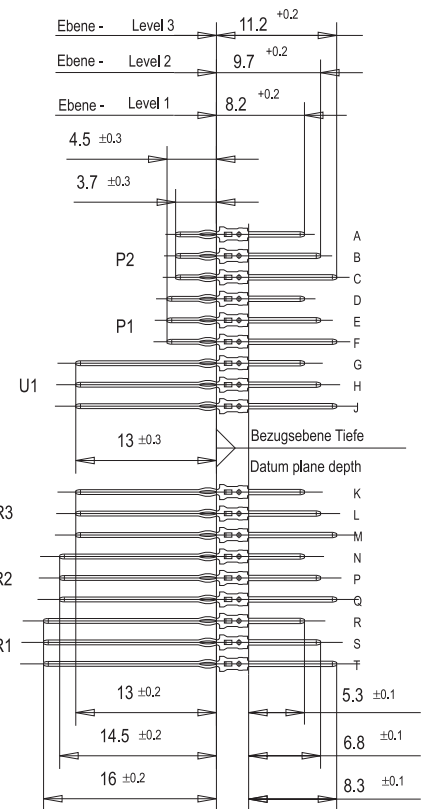 Ebene - Level 3 11.2 +0.2
Ebene - Level 2 9.7 +0.2
Ebene - Level 1 8.2 +0.2
4.5 ±0.3
3.7 ±0.3
A
P2 B
C
D
P1 E
F
G
U1 H
J
13 ±0.3 Bezugsebene Tiefe
Datum plane depth
K
R3 L
M
N
R2 P
Q
R
R1 S
T
13 ±0.2 5.3 ±0.1
14.5 ±0.2 6.8 ±0.1
16 ±0.2 8.3 ±0.1